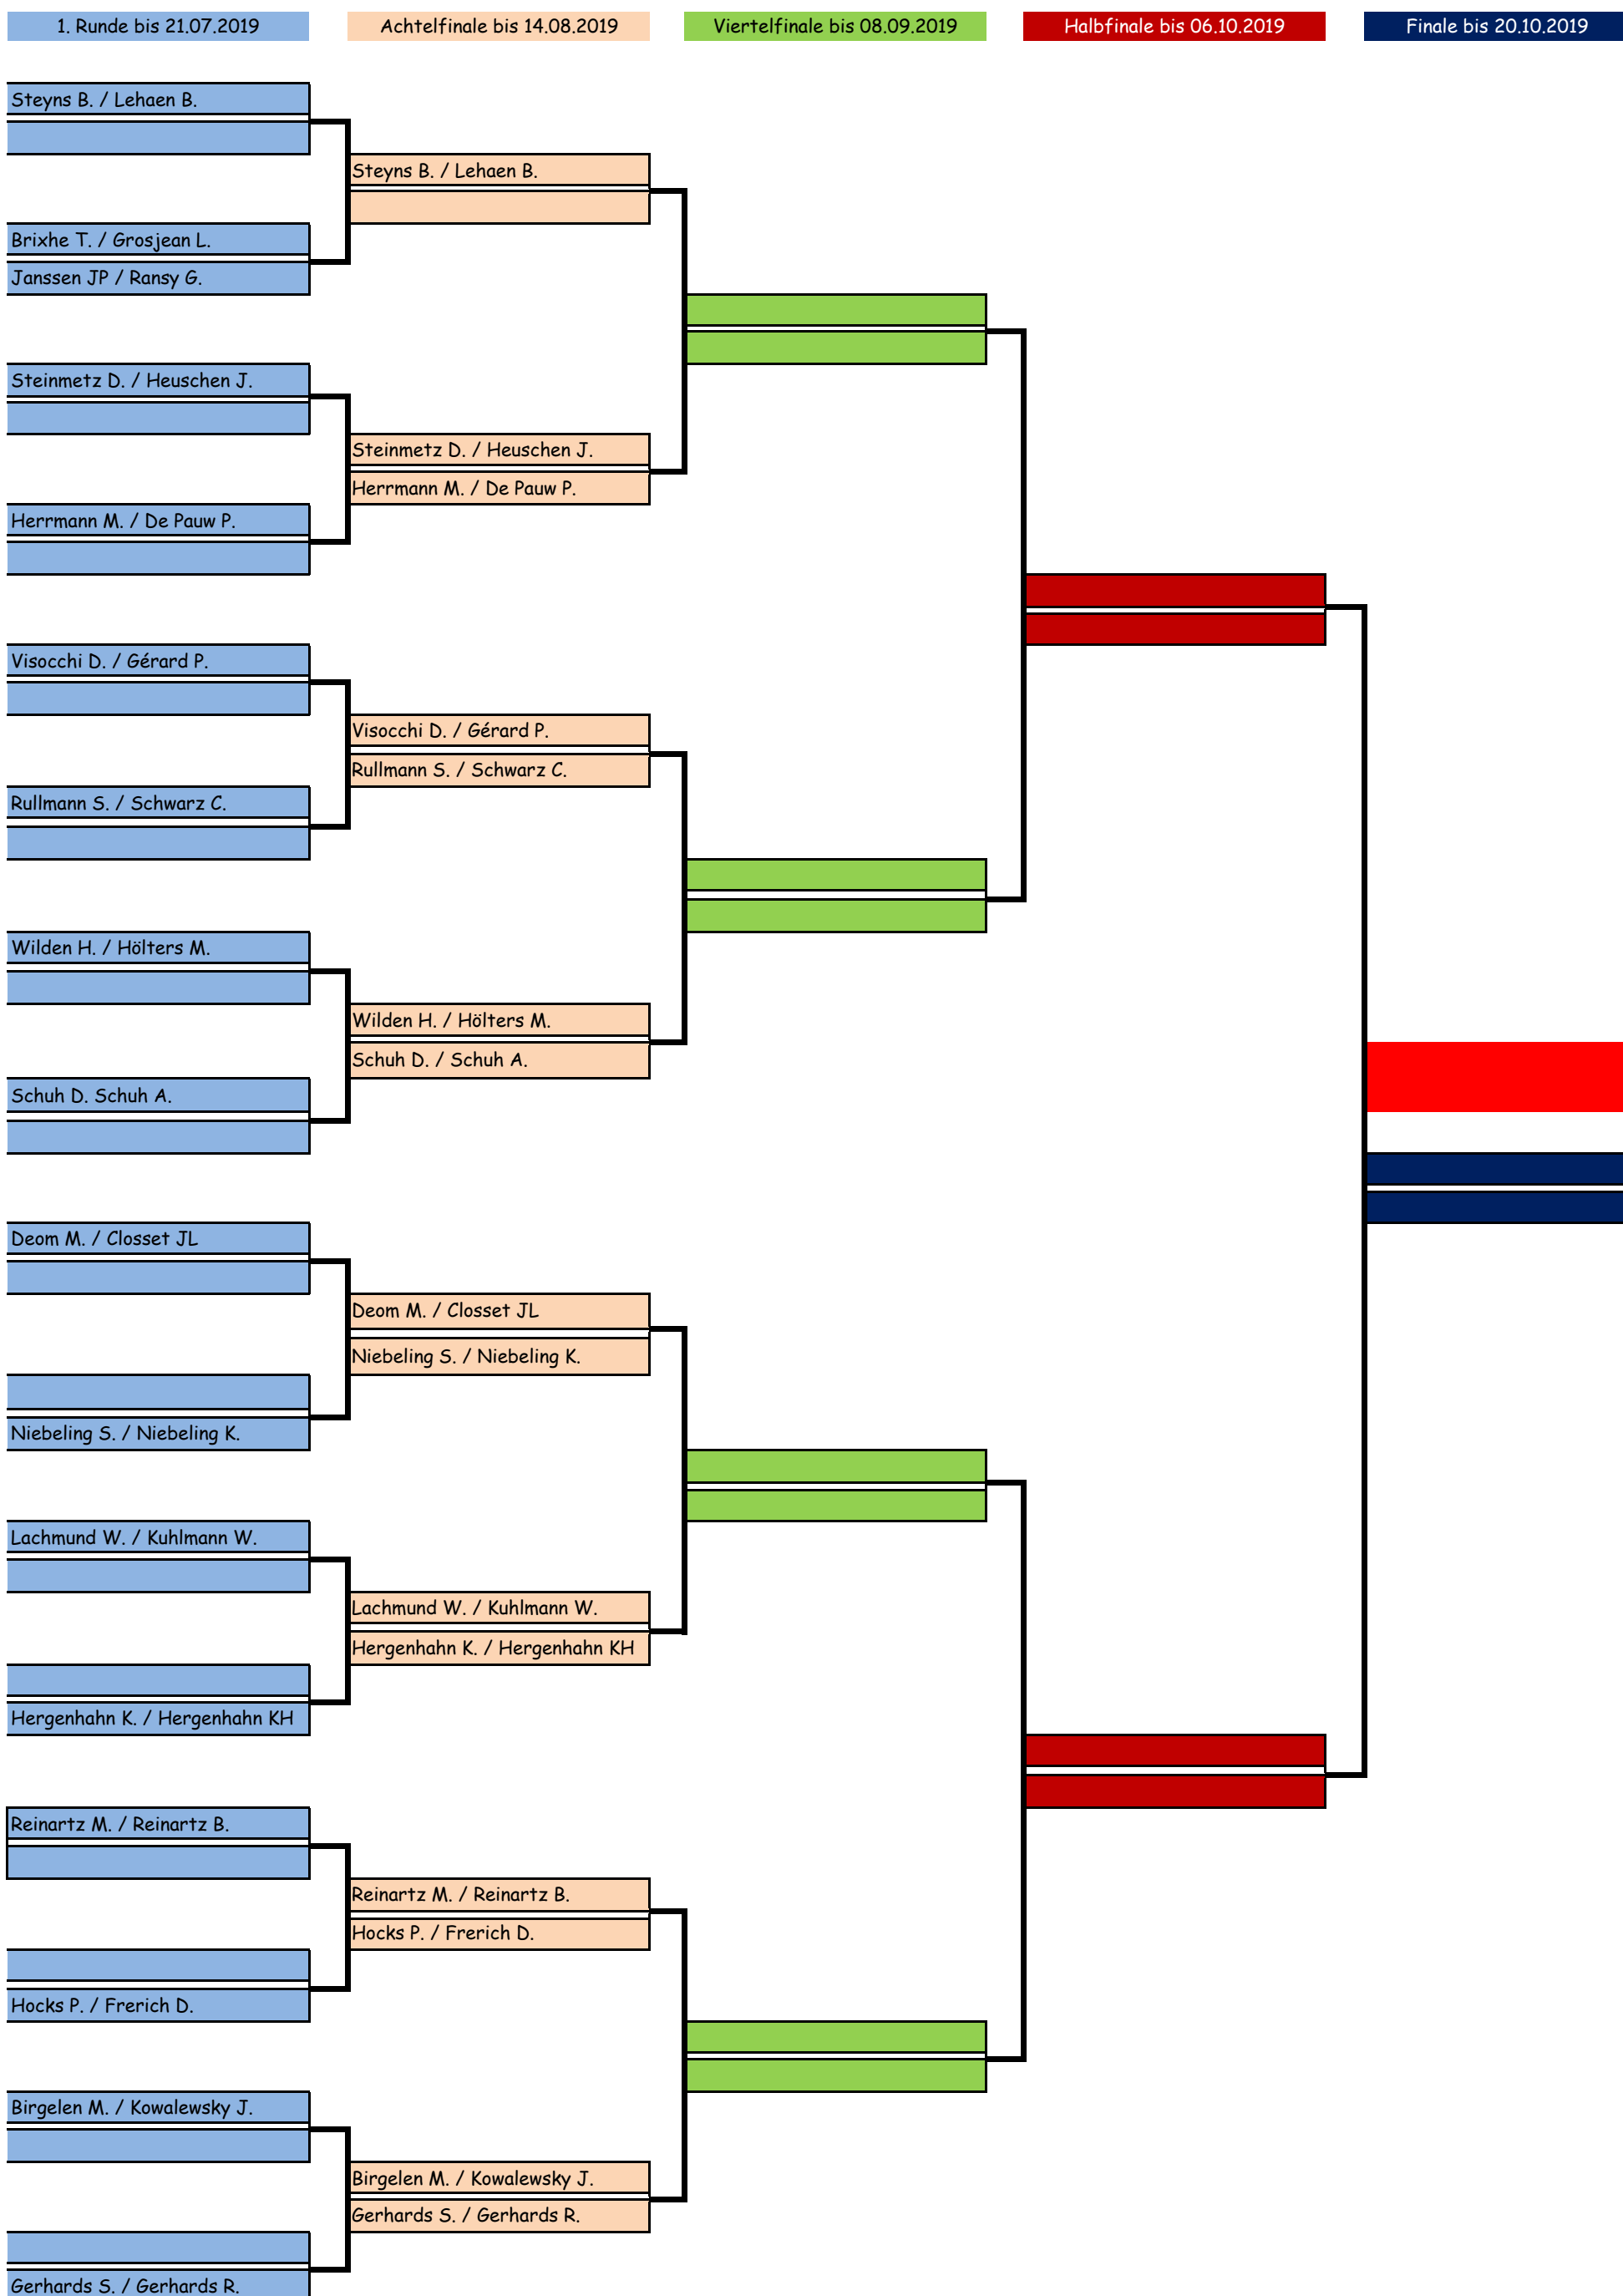 1. Runde bis 21.07.2019
Achtelfinale bis 14.08.2019
Viertelfinale bis 08.09.2019
Halbfinale bis 06.10.2019
Finale bis 20.10.2019
Steyns B. / Lehaen B.
Steyns B. / Lehaen B.
Brixhe T. / Grosjean L.
Janssen JP / Ransy G.
Steinmetz D. / Heuschen J.
Steinmetz D. / Heuschen J.
Herrmann M. / De Pauw P.
Herrmann M. / De Pauw P.
Visocchi D. / Gérard P.
Visocchi D. / Gérard P.
Rullmann S. / Schwarz C.
Rullmann S. / Schwarz C.
Wilden H. / Hölters M.
Wilden H. / Hölters M.
Schuh D. / Schuh A.
Schuh D. Schuh A.
Deom M. / Closset JL
Deom M. / Closset JL
Niebeling S. / Niebeling K.
Niebeling S. / Niebeling K.
Lachmund W. / Kuhlmann W.
Lachmund W. / Kuhlmann W.
Hergenhahn K. / Hergenhahn KH
Hergenhahn K. / Hergenhahn KH
Reinartz M. / Reinartz B.
Reinartz M. / Reinartz B.
Hocks P. / Frerich D.
Hocks P. / Frerich D.
Birgelen M. / Kowalewsky J.
Birgelen M. / Kowalewsky J.
Gerhards S. / Gerhards R.
Gerhards S. / Gerhards R.